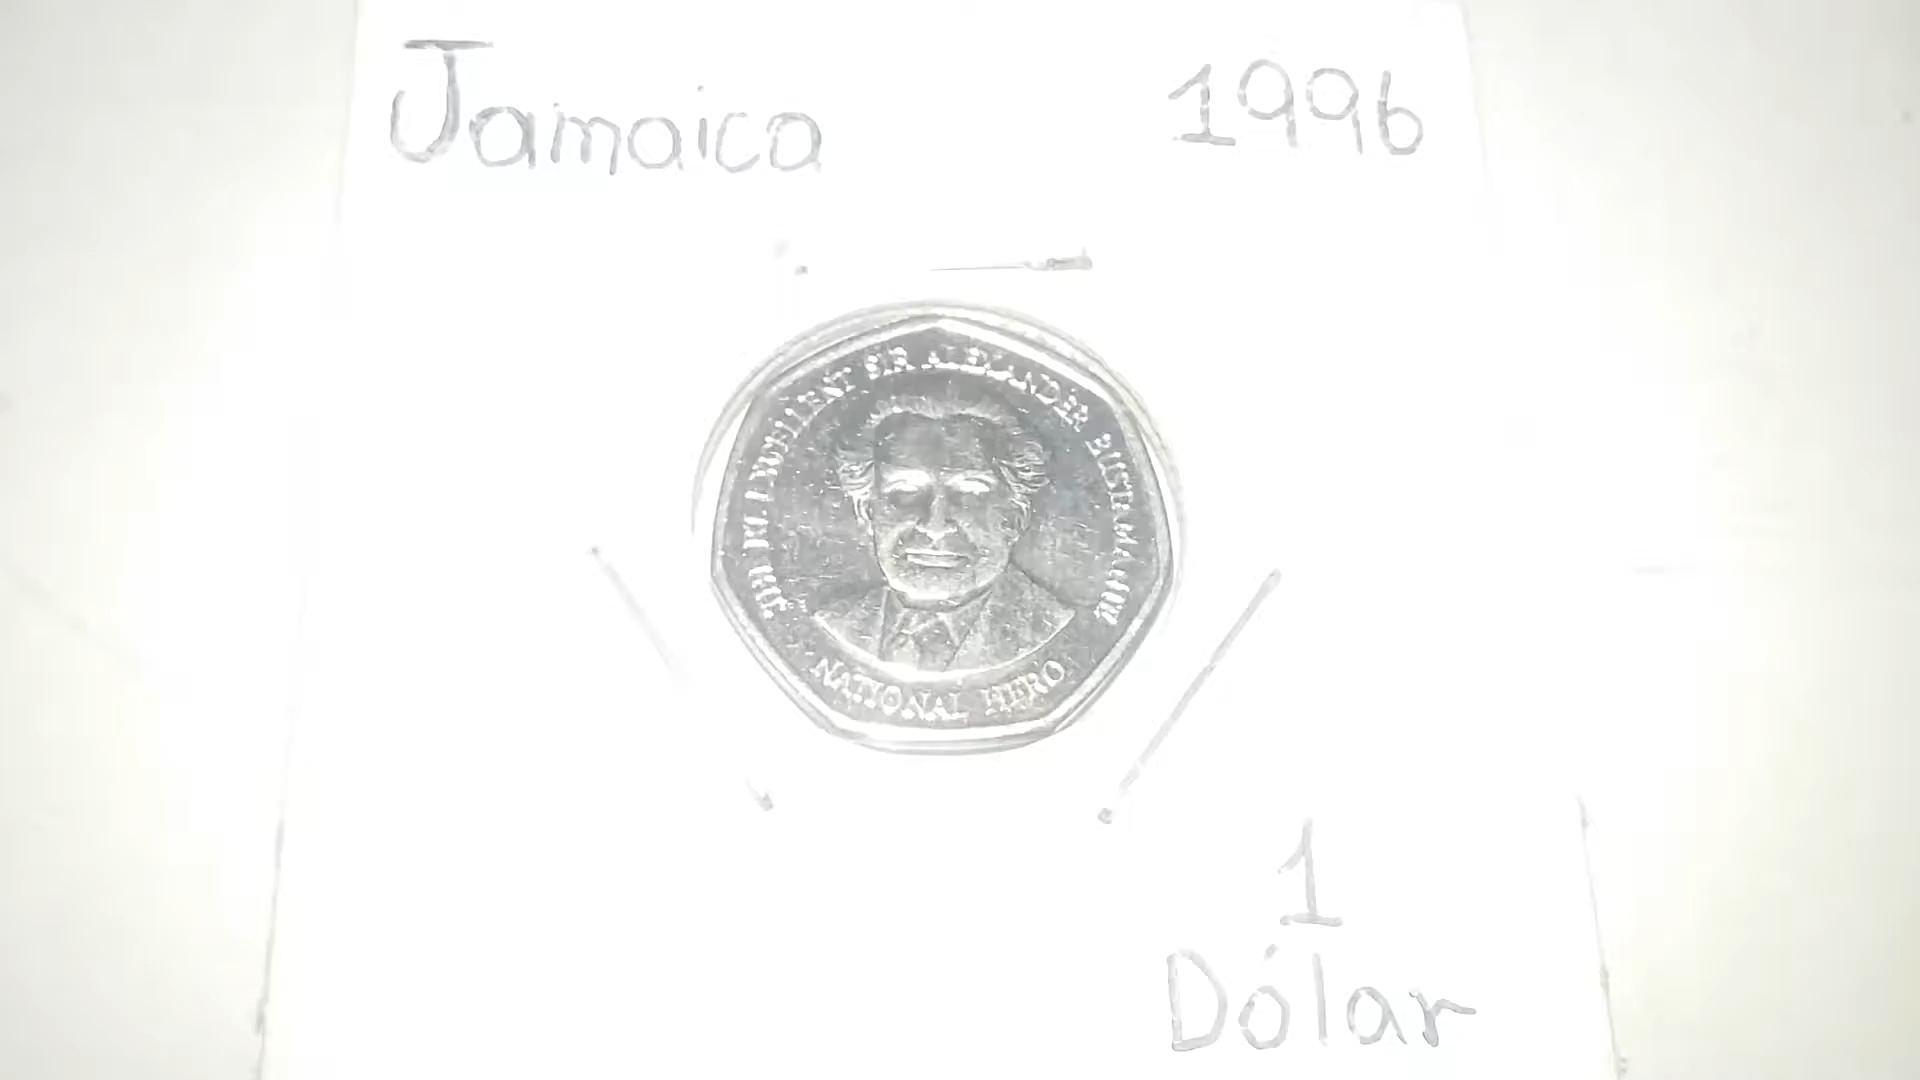 Jamaica 1996
THE RT. EXCELLENT SIR ALEXANDER BUSTAMANTE
NATIONAL HERO
1
Dólar